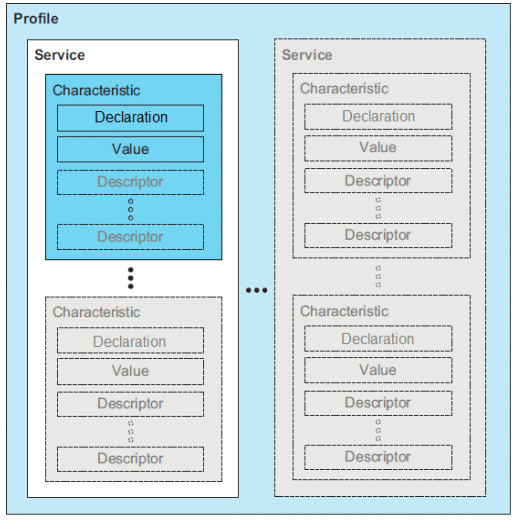 Profile
Service
Characteristic
Declaration
Value
Descriptor
Descriptor
Characteristic
Declaration
Value
Descriptor
Descriptor
Service
Characteristic
Declaration
Value
Descriptor
Descriptor
Characteristic
Declaration
Value
Descriptor
Descriptor